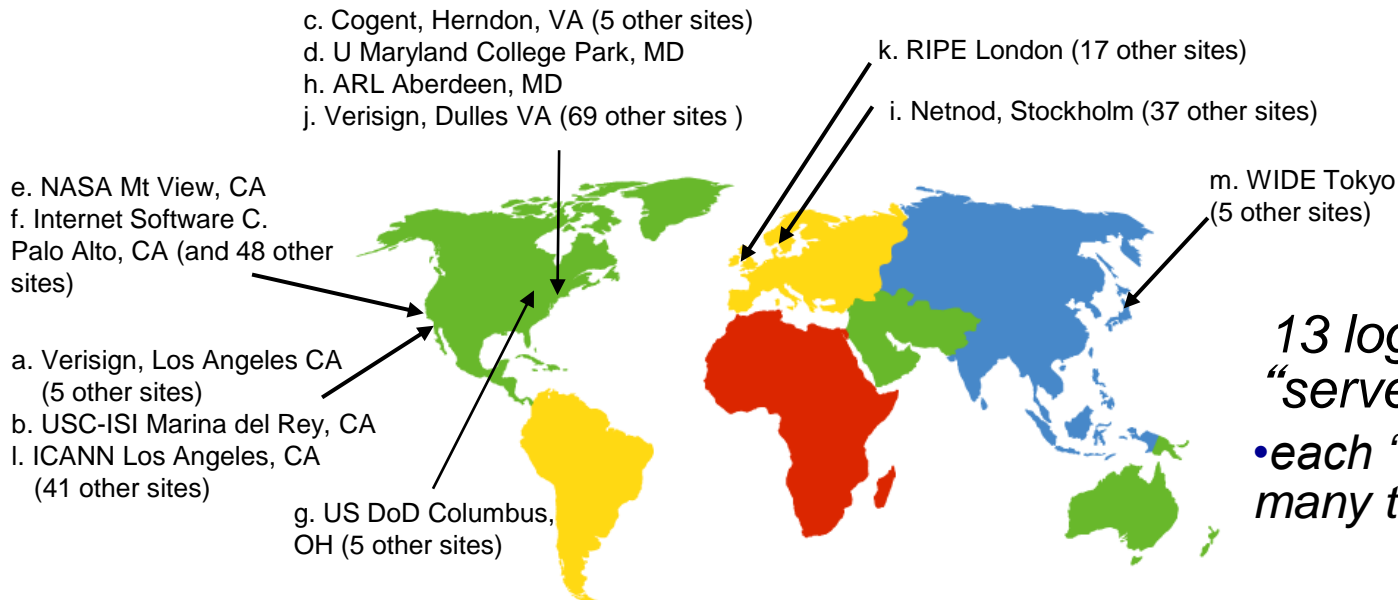 c. Cogent, Herndon, VA (5 other sites)
d. U Maryland College Park, MD
h. ARL Aberdeen, MD
j. Verisign, Dulles VA (69 other sites )
k. RIPE London (17 other sites)
i. Netnod, Stockholm (37 other sites)
m. WIDE Tokyo
(5 other sites)
e. NASA Mt View, CA
f. Internet Software C.
Palo Alto, CA (and 48 other
sites)
a. Verisign, Los Angeles CA
(5 other sites)
b. USC-ISI Marina del Rey, CA
l. ICANN Los Angeles, CA
(41 other sites)
g. US DoD Columbus,
OH (5 other sites)
13 log
“serve
•each “
many t